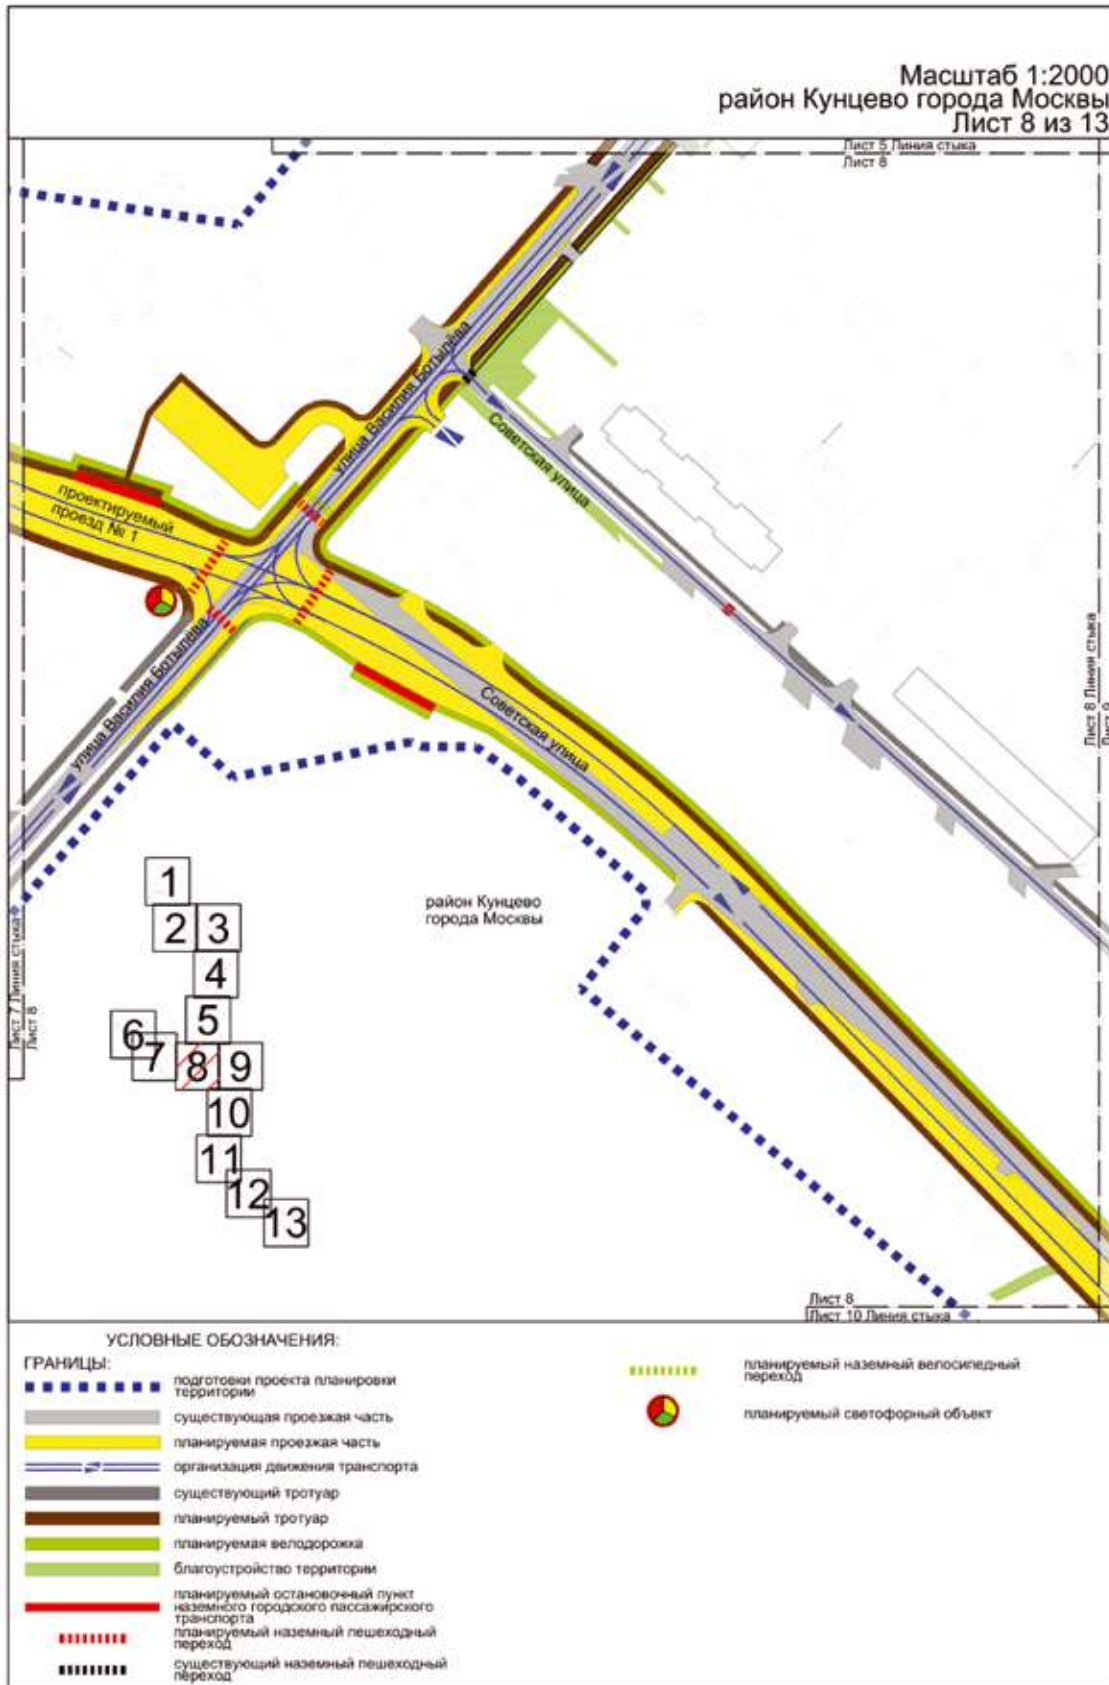 Масштаб 1:2000
район Кунцево города Москвы
Лист 8 из 13
Лист 5 Линия стыка
Лист 8
улица Василия Ботылёва
Советская улица
проектируемый
проезд № 1
улица Василия Ботылёва
Советская улица
Лист 8 Линия стыка
Лист 9
район Кунцево
города Москвы
Лист 7 Линия стыка
Лист 8
1
2
3
4
5
6
7
8
9
10
11
12
13
Лист 8
Лист 10 Линия стыка
УСЛОВНЫЕ ОБОЗНАЧЕНИЯ:
ГРАНИЦЫ:
подготовки проекта планировки
территории
существующая проезжая часть
планируемая проезжая часть
организация движения транспорта
существующий тротуар
планируемый тротуар
планируемая велодорожка
благоустройство территории
планируемый остановочный пункт
наземного городского пассажирского
транспорта
планируемый наземный пешеходный
переход
существующий наземный пешеходный
переход
планируемый наземный велосипедный
переход
планируемый светофорный объект